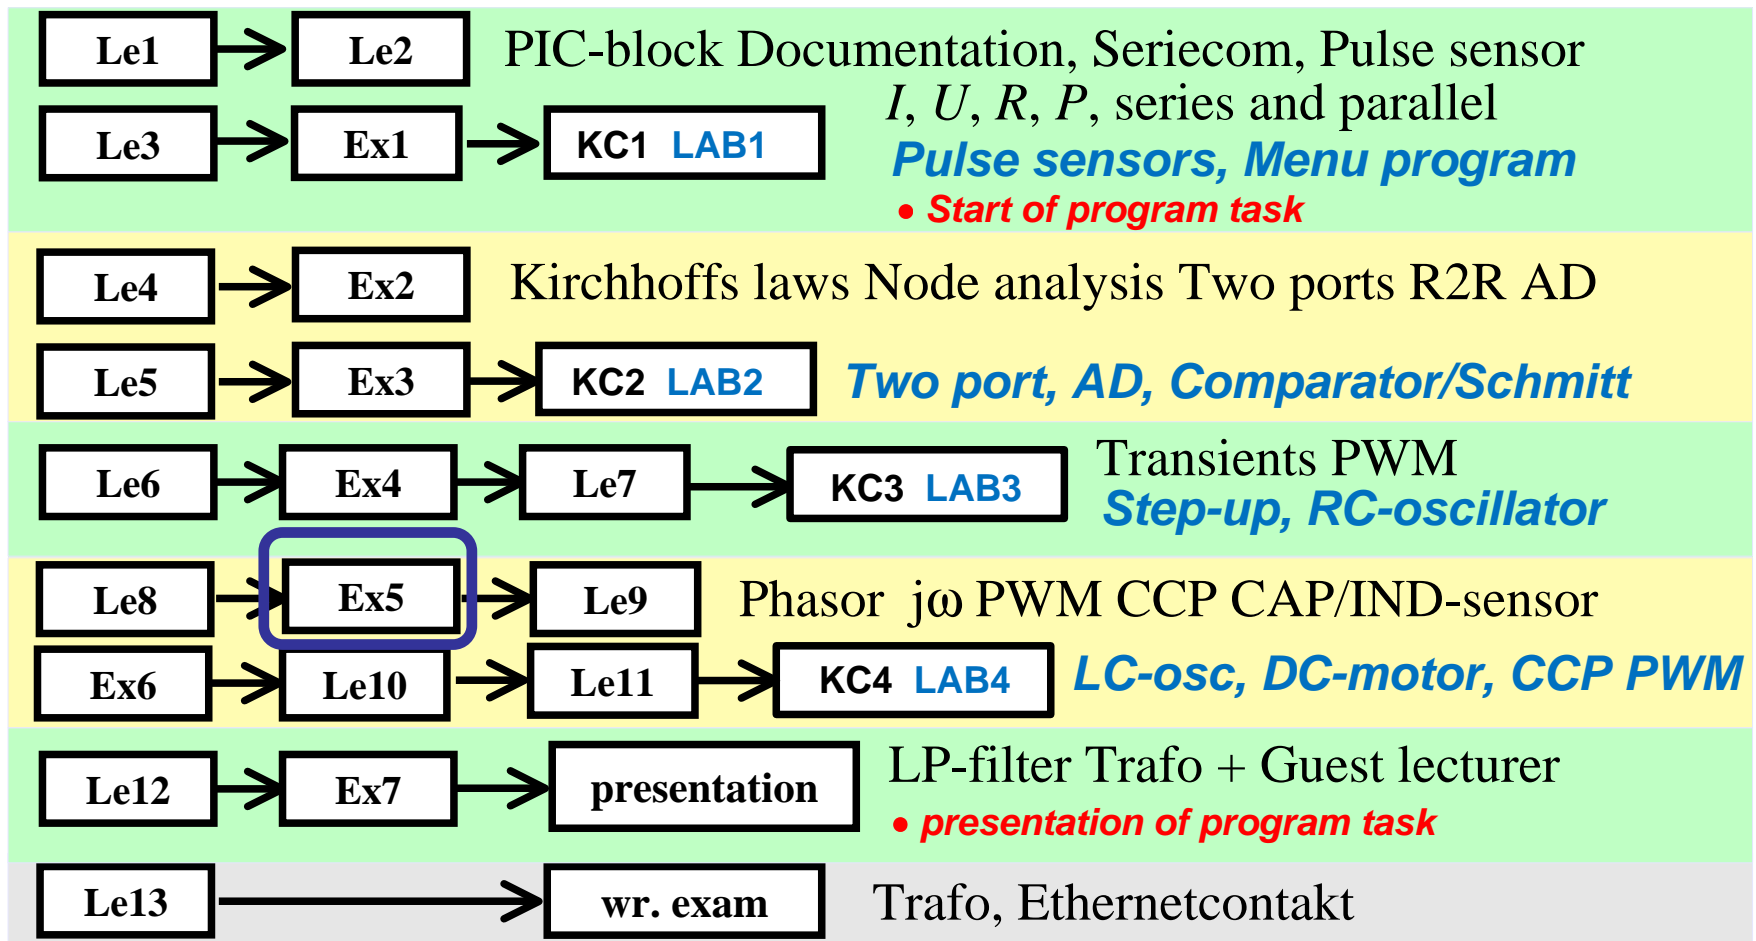 Le1 Le2 PIC-block Documentation, Seriecom, Pulse sensor
I, U, R, P, series and parallel
Le3 Ex1 KC1 LAB1 Pulse sensors, Menu program
• Start of program task
Le4 Ex2 Kirchhoffs laws Node analysis Two ports R2R AD
Le5 Ex3 KC2 LAB2 Two port, AD, Comparator/Schmitt
Le6 Ex4 Le7 KC3 LAB3 Transients PWM
Step-up, RC-oscillator
Le8 Ex5 Le9 Phasor jω PWM CCP CAP/IND-sensor
Ex6 Le10 Le11 KC4 LAB4 LC-osc, DC-motor, CCP PWM
Le12 Ex7 presentation LP-filter Trafo + Guest lecturer
• presentation of program task
Le13 wr. exam Trafo, Ethernetcontakt